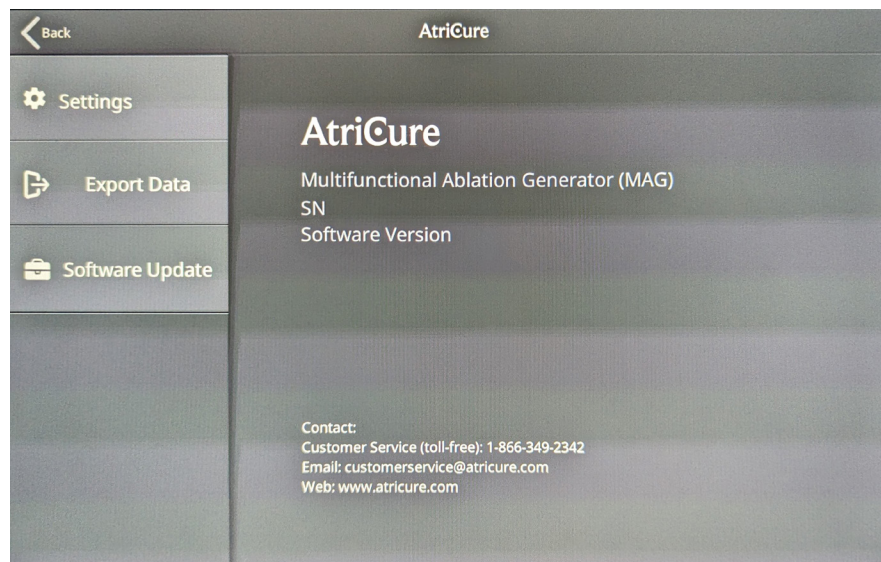 Back
AtriCure
Settings
Export Data
Software Update
AtriCure
Multifunctional Ablation Generator (MAG)
SN
Software Version
Contact:
Customer Service (toll-free): 1-866-349-2342
Email: customerservice@atricure.com
Web: www.atricure.com